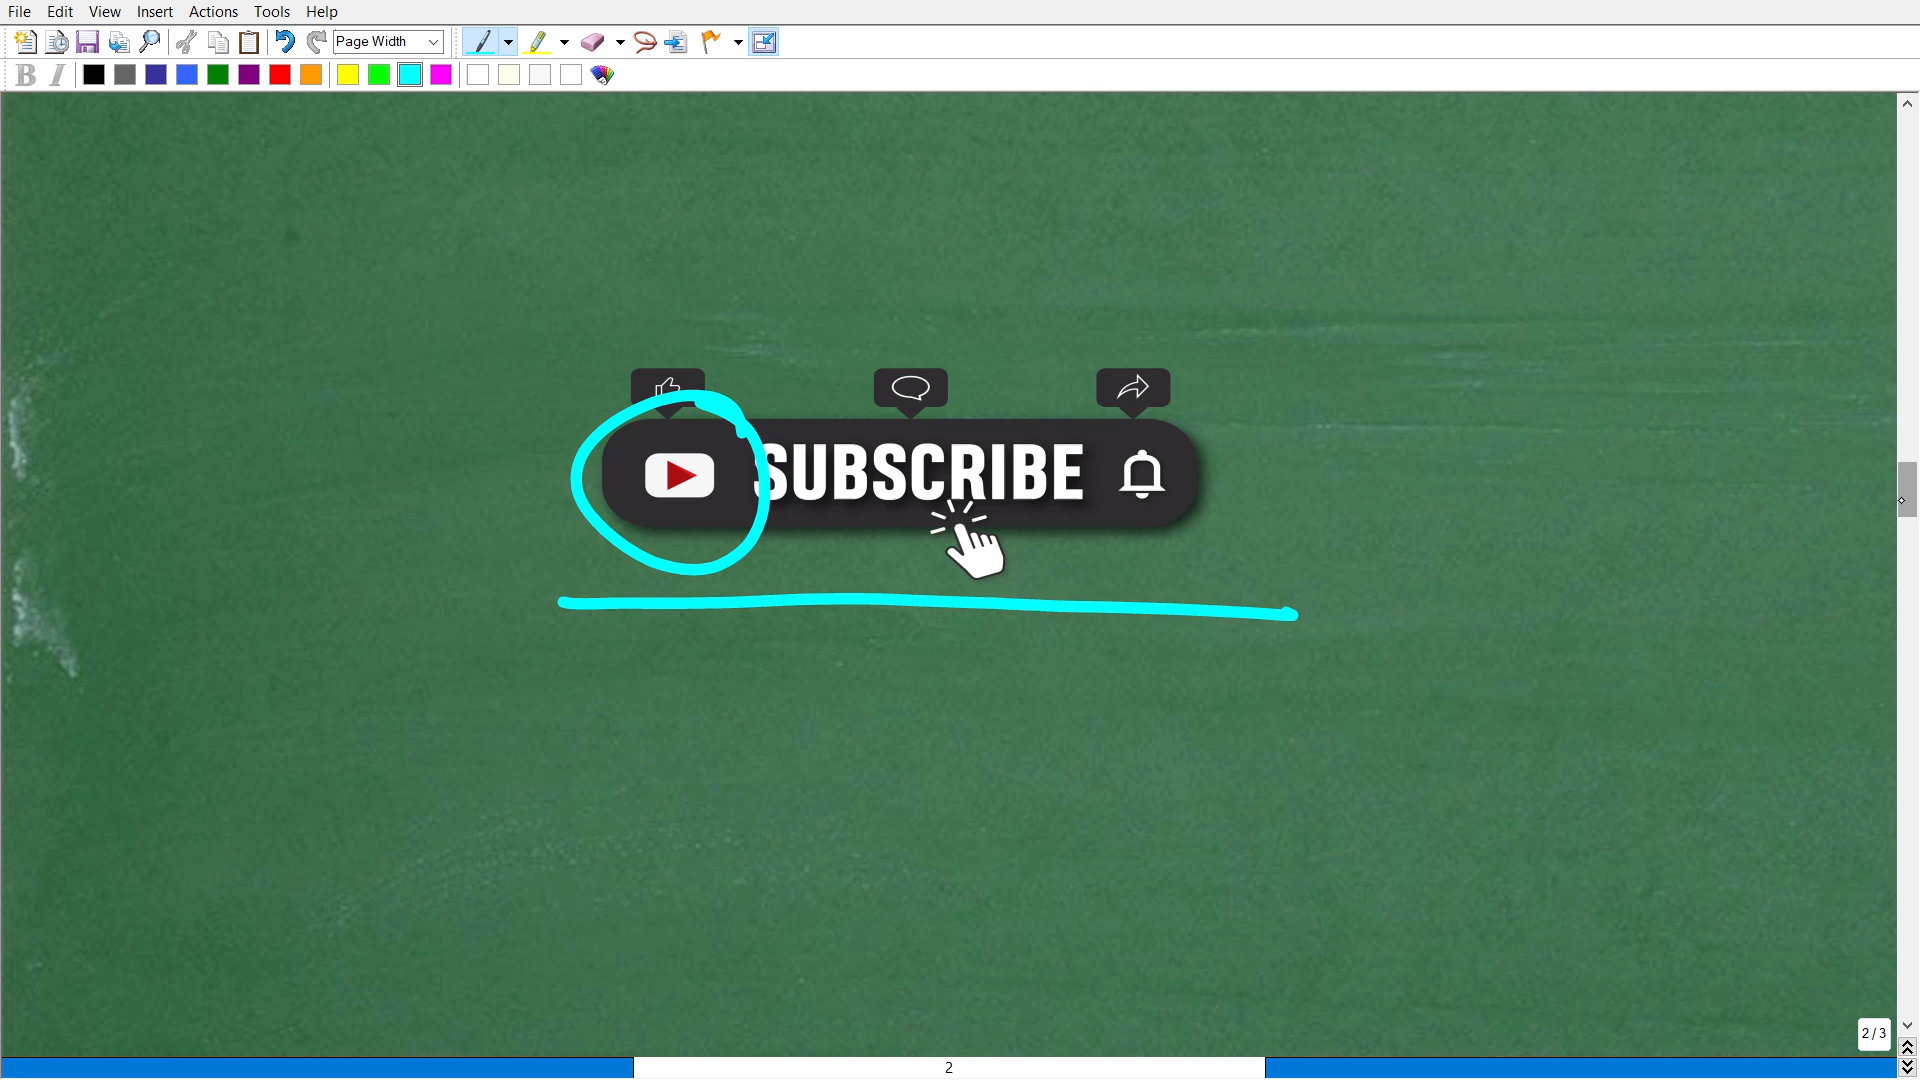 File Edit View Insert Actions Tools Help
Page Width
B I
SUBSCRIBE
2 / 3
2